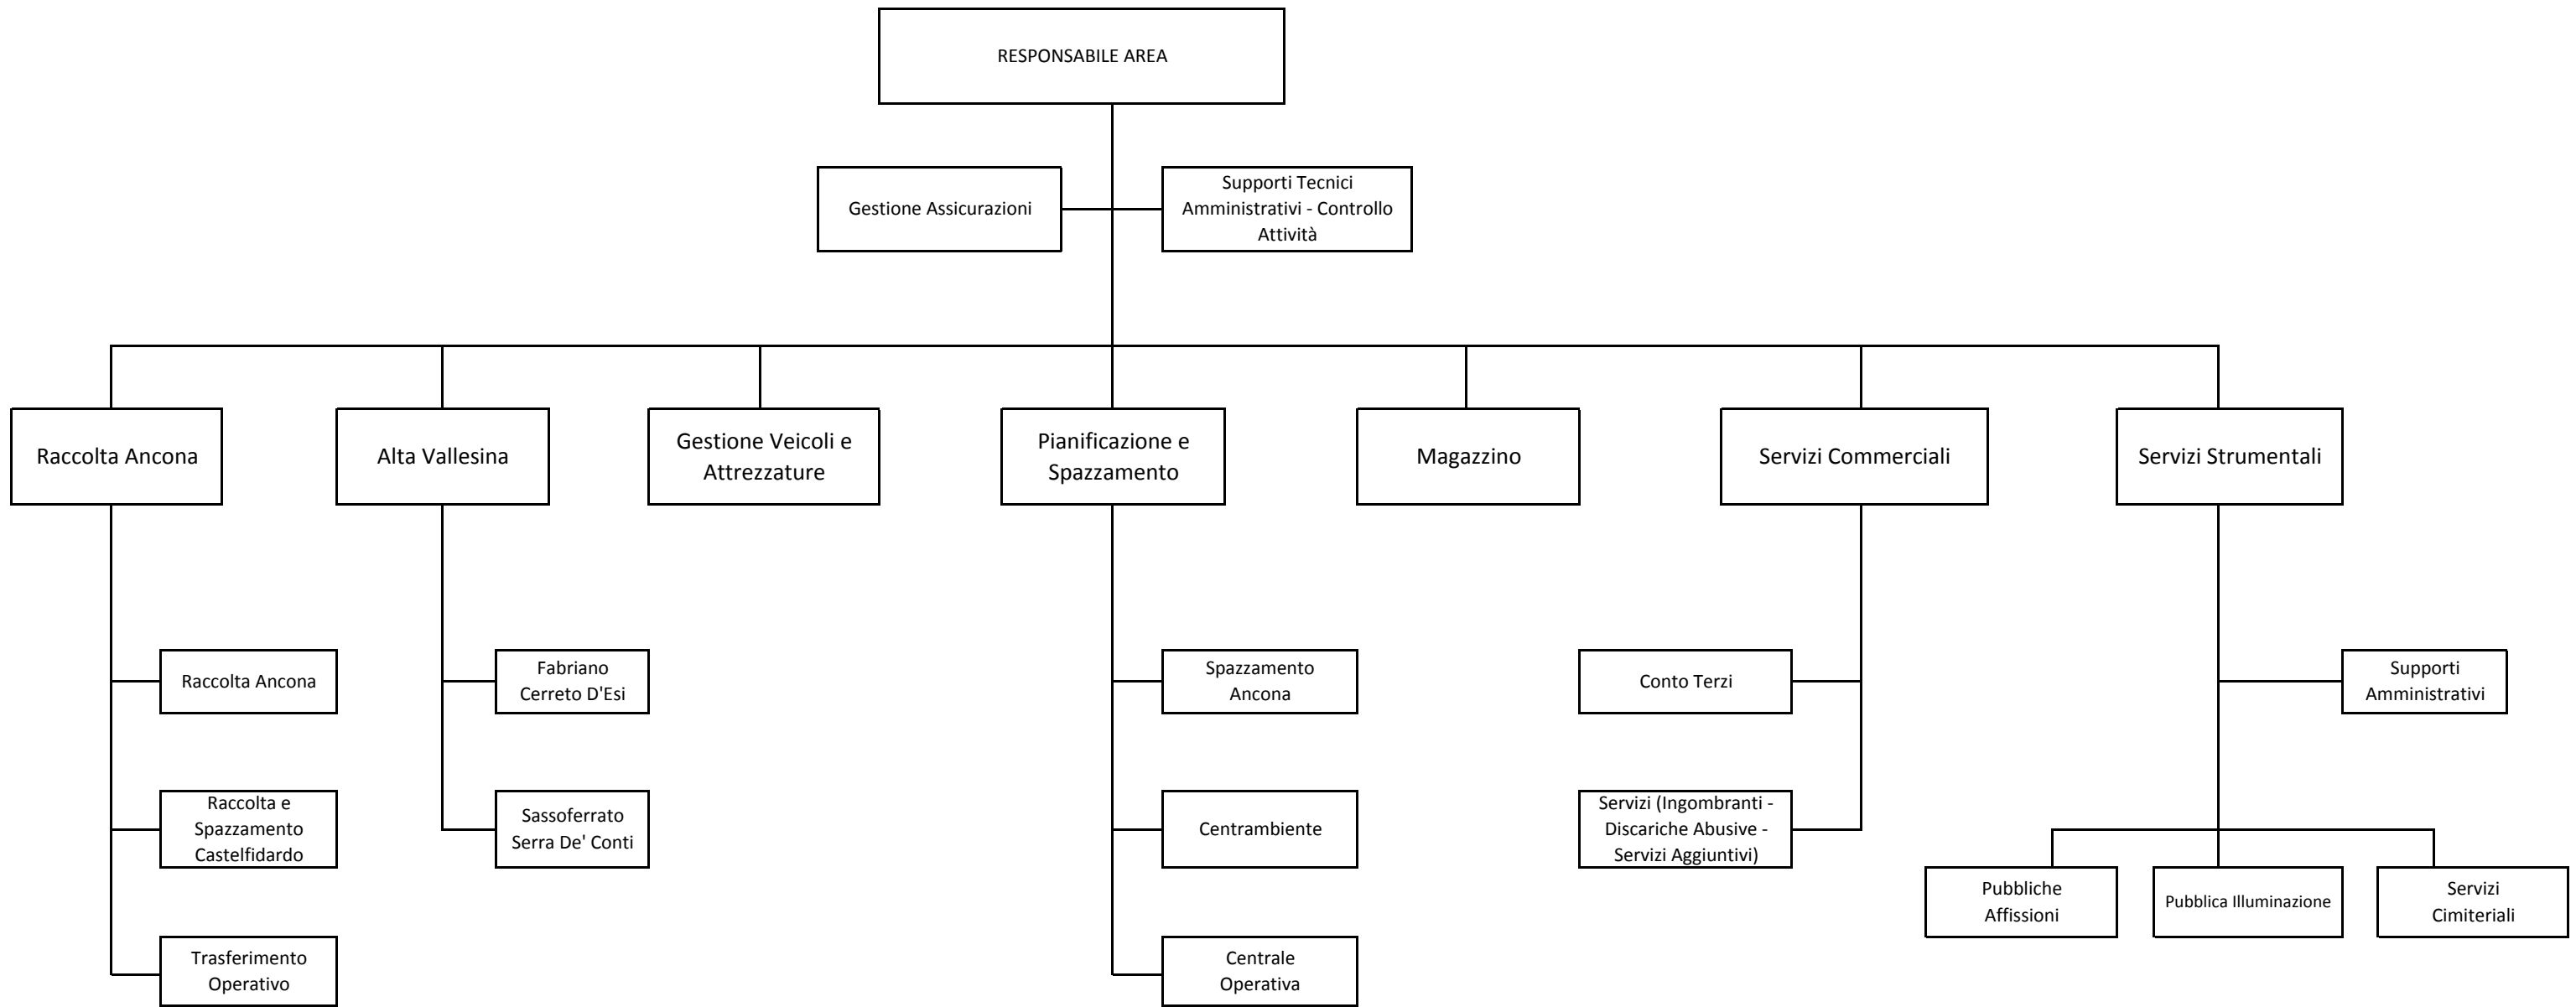 RESPONSABILE AREA
Gestione Assicurazioni
Supporti Tecnici
Amministrativi - Controllo
Attività
Raccolta Ancona
Alta Vallesina
Gestione Veicoli e
Attrezzature
Pianificazione e
Spazzamento
Magazzino
Servizi Commerciali
Servizi Strumentali
Raccolta Ancona
Fabriano
Cerreto D'Esi
Spazzamento
Ancona
Conto Terzi
Supporti
Amministrativi
Raccolta e
Spazzamento
Castelfidardo
Sassoferrato
Serra De' Conti
Centrambiente
Servizi (Ingombranti -
Discariche Abusive -
Servizi Aggiuntivi)
Pubbliche
Affissioni
Pubblica Illuminazione
Servizi
Cimiteriali
Trasferimento
Operativo
Centrale
Operativa